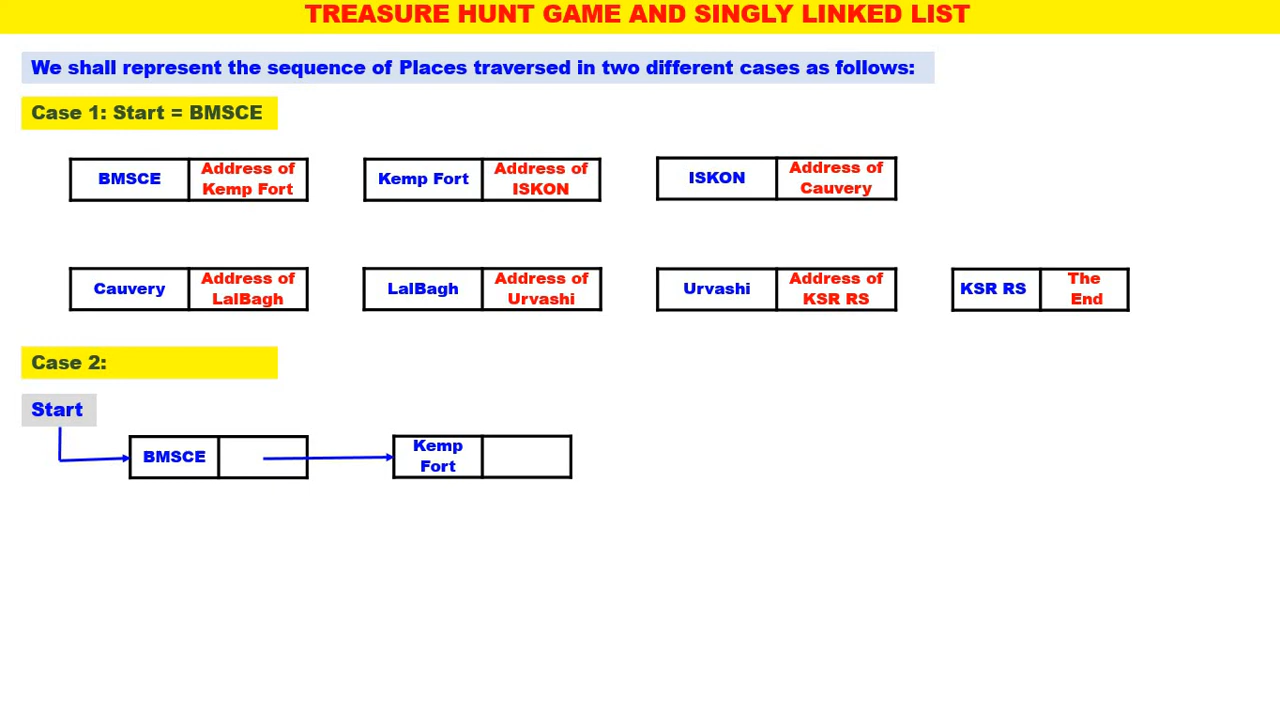 TREASURE HUNT GAME AND SINGLY LINKED LIST
We shall represent the sequence of Places traversed in two different cases as follows:
Case 1: Start = BMSCE
BMSCE
Address of
Kemp Fort
Kemp Fort
Address of
ISKON
ISKON
Address of
Cauvery
Cauvery
Address of
LalBagh
LalBagh
Address of
Urvashi
Urvashi
Address of
KSR RS
KSR RS
The
End
Case 2:
Start
BMSCE
Kemp
Fort